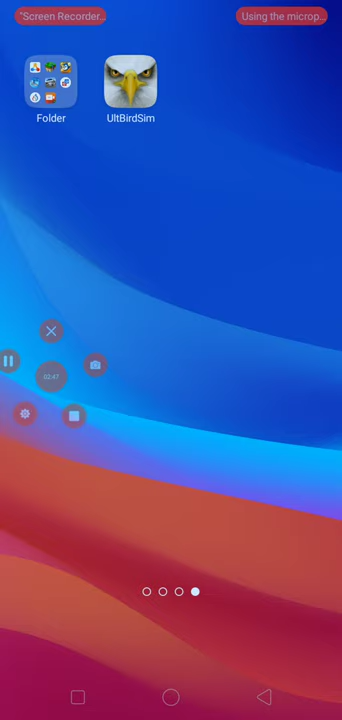 "Screen Recorder...
Using the microp...
Folder
UltBirdSim
02:47